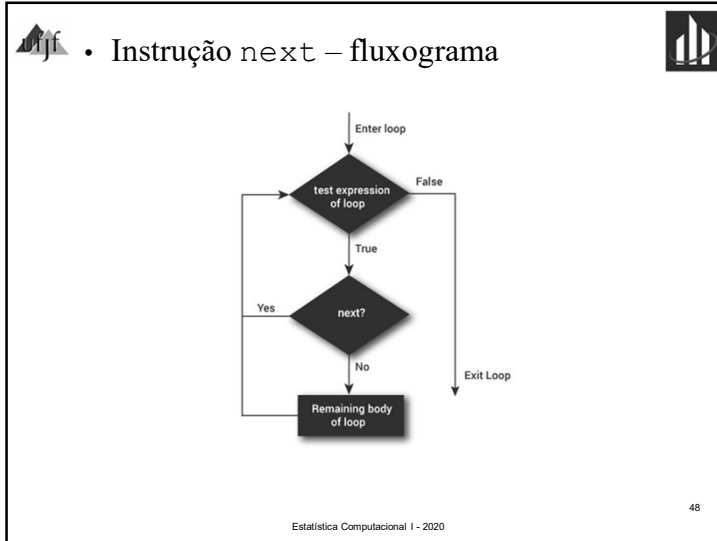 ufjf
• Instrução next – fluxograma
Enter loop
test expression
of loop
False
True
Yes
next?
No
Exit Loop
Remaining body
of loop
48
Estatística Computacional I - 2020